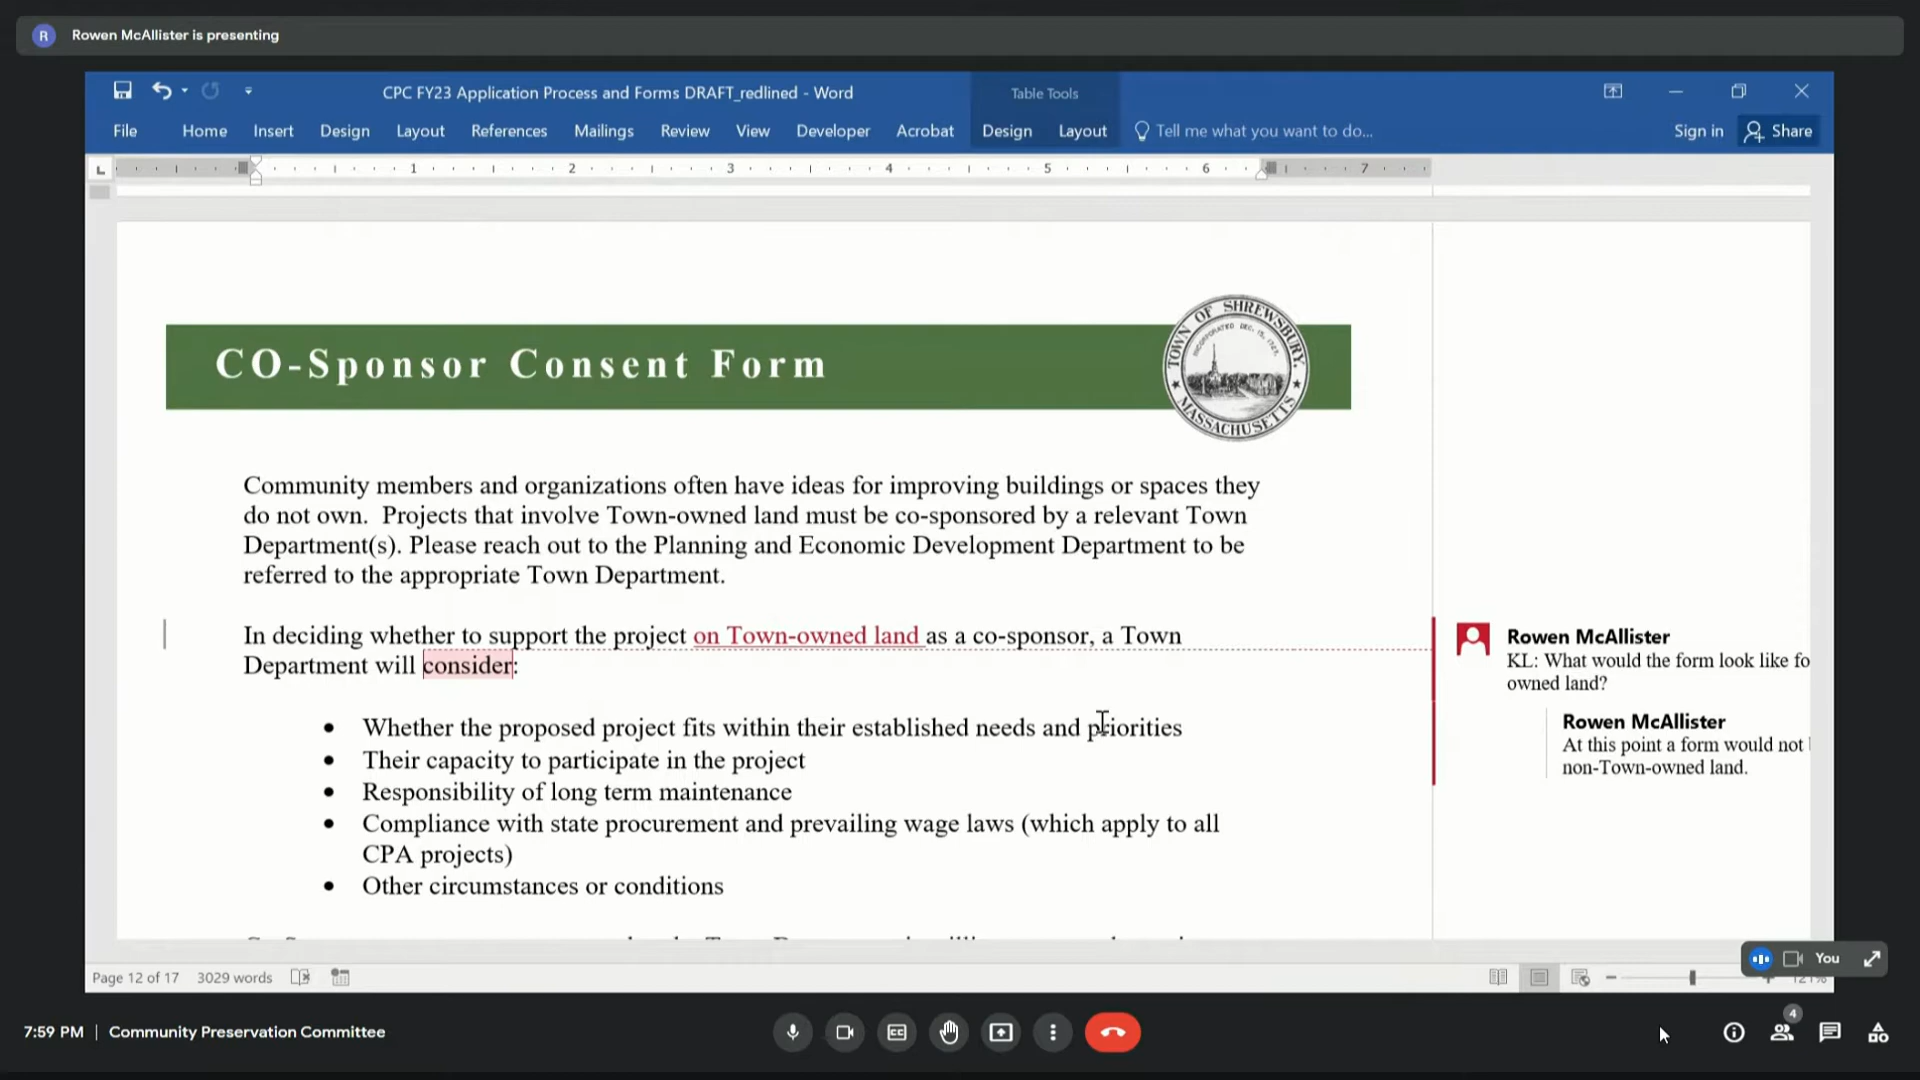 R Rowen McAllister is presenting
CPC FY23 Application Process and Forms DRAFT_redlined - Word
Table Tools
File Home Insert Design Layout References Mailings Review View Developer Acrobat Design Layout Tell me what you want to do... Sign in Share
1 2 3 4 5 6 7
CO-Sponsor Consent Form
TOWN OF SHREWSBURY, MASSACHUSETTS
Community members and organizations often have ideas for improving buildings or spaces they
do not own. Projects that involve Town-owned land must be co-sponsored by a relevant Town
Department(s). Please reach out to the Planning and Economic Development Department to be
referred to the appropriate Town Department.
In deciding whether to support the project on Town-owned land as a co-sponsor, a Town
Department will consider:
• Whether the proposed project fits within their established needs and priorities
• Their capacity to participate in the project
• Responsibility of long term maintenance
• Compliance with state procurement and prevailing wage laws (which apply to all
CPA projects)
• Other circumstances or conditions
Rowen McAllister
KL: What would the form look like fo
owned land?
Rowen McAllister
At this point a form would not
non-Town-owned land.
You
Page 12 of 17 3029 words
7:59 PM | Community Preservation Committee
CC
4